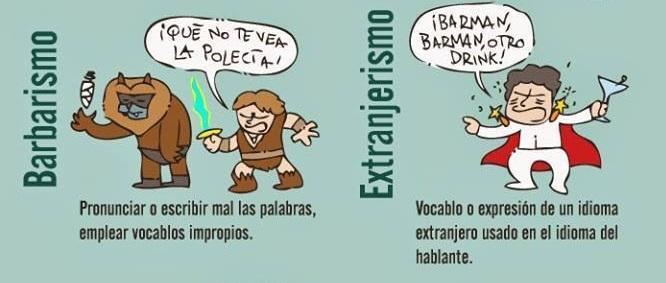 Barbarismo
¡QUÉ NO TE VEA
LA POLECÍA!
Pronunciar o escribir mal las palabras,
emplear vocablos impropios.
Extranjerismo
¡BARMAN,
BARMAN, OTRO
DRINK!
Vocablo o expresión de un idioma
extranjero usado en el idioma del
hablante.